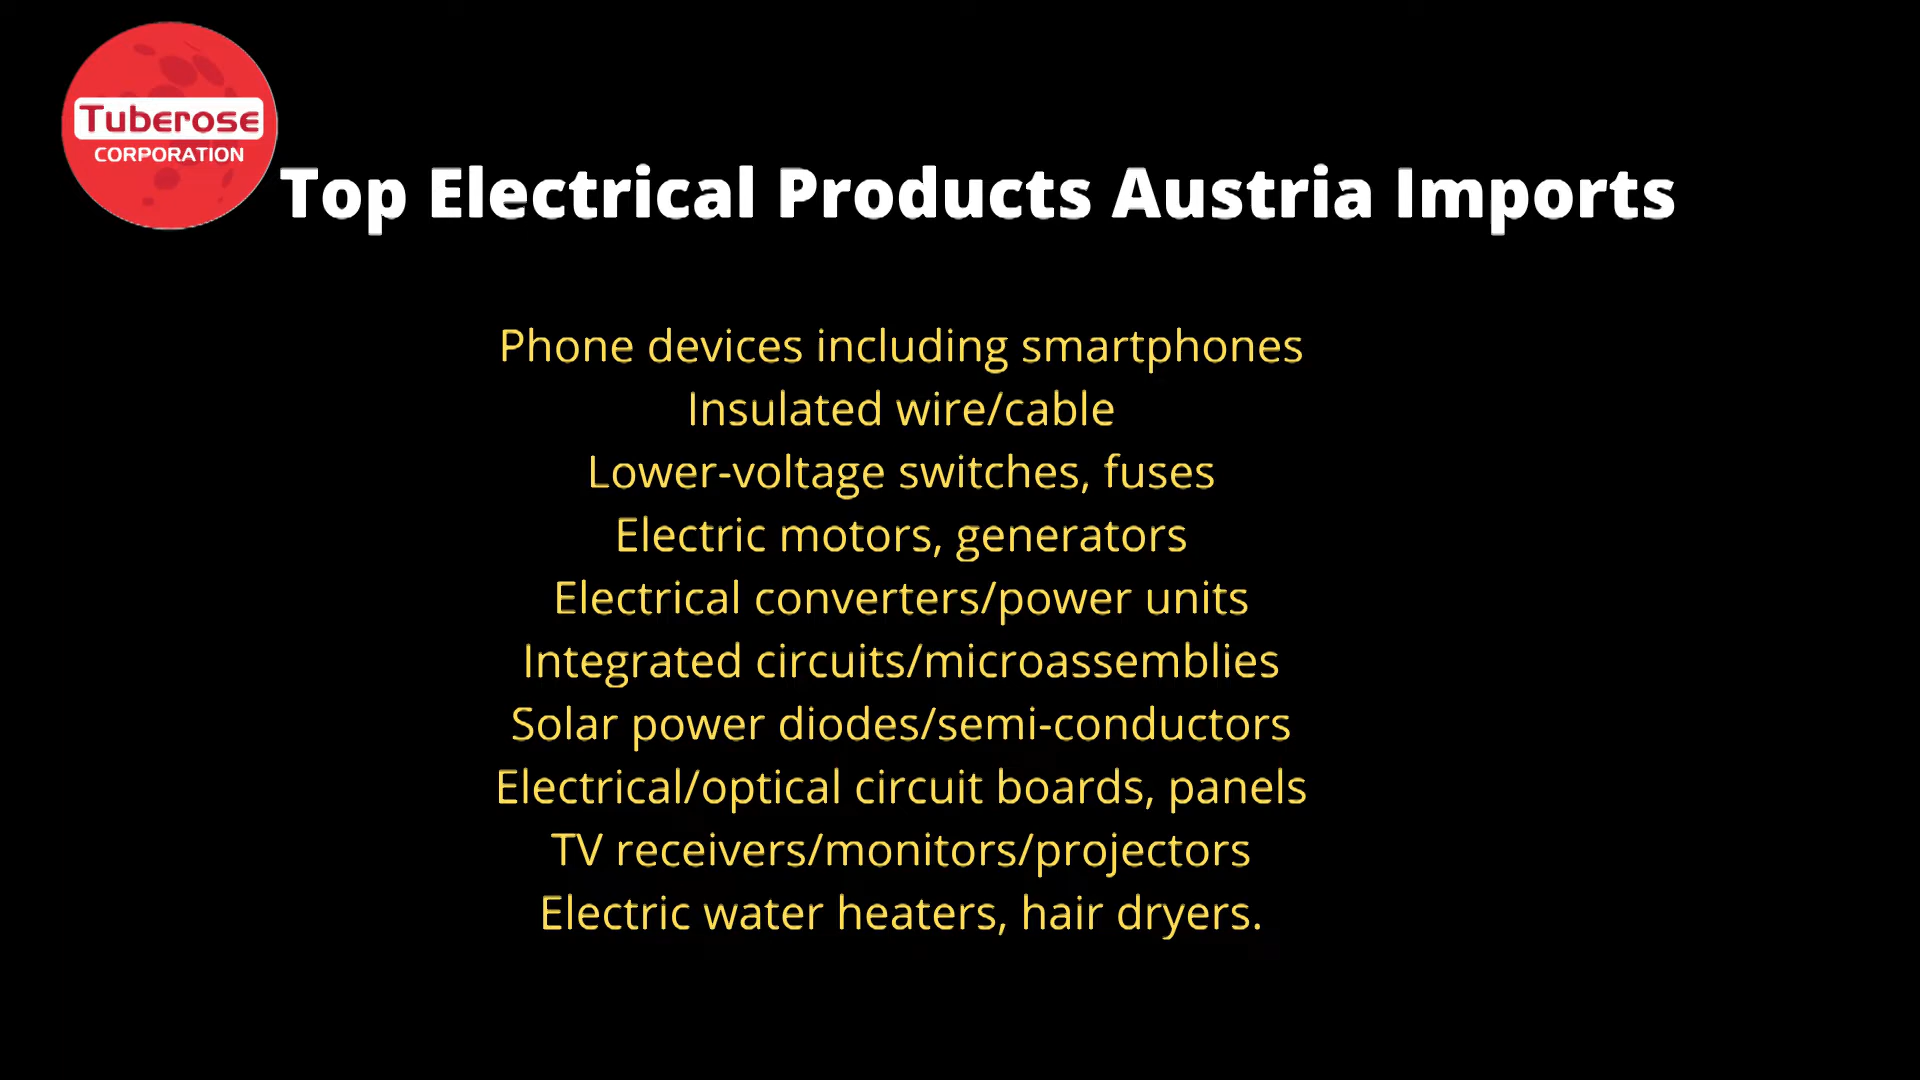 Tuberose
CORPORATION
Top Electrical Products Austria Imports
Phone devices including smartphones
Insulated wire/cable
Lower-voltage switches, fuses
Electric motors, generators
Electrical converters/power units
Integrated circuits/microassemblies
Solar power diodes/semi-conductors
Electrical/optical circuit boards, panels
TV receivers/monitors/projectors
Electric water heaters, hair dryers.